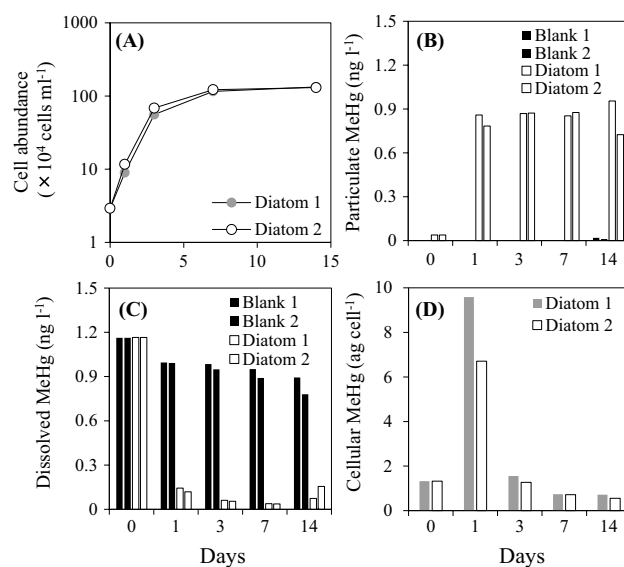 (A)
Cell abundance
(×10⁴ cells ml⁻¹)
1000
100
10
1
0 5 10 15
Diatom 1
Diatom 2
(B)
Particulate MeHg (ng l⁻¹)
1.5
1.2
0.9
0.6
0.3
0
0 1 3 7 14
Blank 1
Blank 2
Diatom 1
Diatom 2
(C)
Dissolved MeHg (ng l⁻¹)
1.5
1.2
0.9
0.6
0.3
0
0 1 3 7 14
Days
Blank 1
Blank 2
Diatom 1
Diatom 2
(D)
Cellular MeHg (ag cell⁻¹)
10
8
6
4
2
0
0 1 3 7 14
Days
Diatom 1
Diatom 2